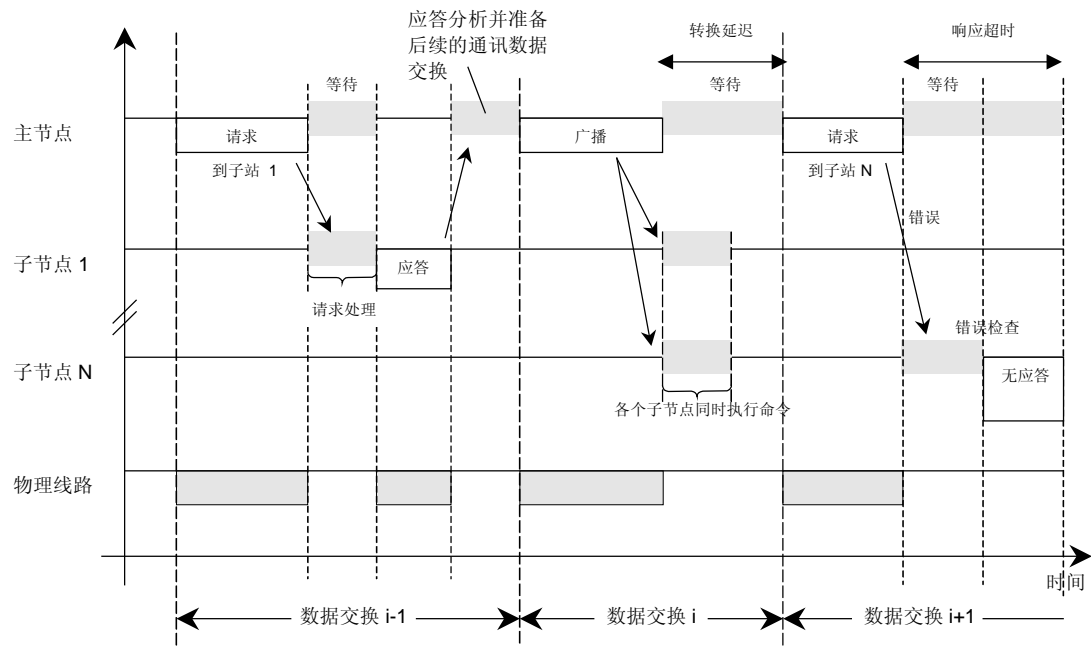 应答分析并准备
后续的通讯数据
交换
转换延迟
响应超时
等待
等待
等待
主节点
请求
广播
请求
到子站 1
到子站 N
错误
子节点 1
应答
请求处理
错误检查
子节点 N
无应答
各个子节点同时执行命令
物理线路
时间
数据交换 i-1
数据交换 i
数据交换 i+1